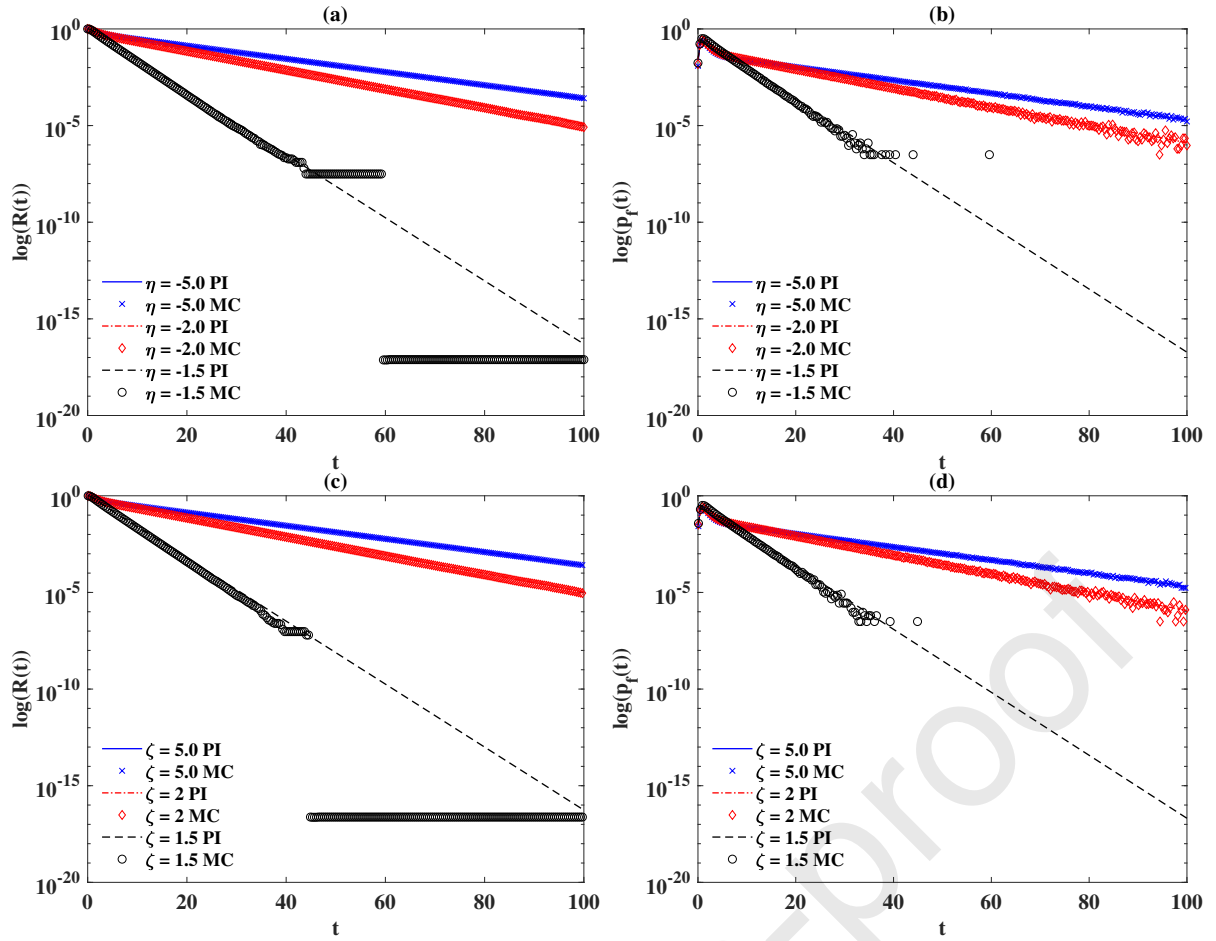 (a)
10^0
10^-5
10^-10
10^-15
10^-20
log(R(t))
η = -5.0 PI
η = -5.0 MC
η = -2.0 PI
η = -2.0 MC
η = -1.5 PI
η = -1.5 MC
0 20 40 60 80 100
t
(b)
10^0
10^-5
10^-10
10^-15
10^-20
log(p_f(t))
η = -5.0 PI
η = -5.0 MC
η = -2.0 PI
η = -2.0 MC
η = -1.5 PI
η = -1.5 MC
0 20 40 60 80 100
t
(c)
10^0
10^-5
10^-10
10^-15
10^-20
log(R(t))
ζ = 5.0 PI
ζ = 5.0 MC
ζ = 2 PI
ζ = 2 MC
ζ = 1.5 PI
ζ = 1.5 MC
0 20 40 60 80 100
t
(d)
10^0
10^-5
10^-10
10^-15
10^-20
log(p_f(t))
ζ = 5.0 PI
ζ = 5.0 MC
ζ = 2 PI
ζ = 2 MC
ζ = 1.5 PI
ζ = 1.5 MC
0 20 40 60 80 100
t
-proof